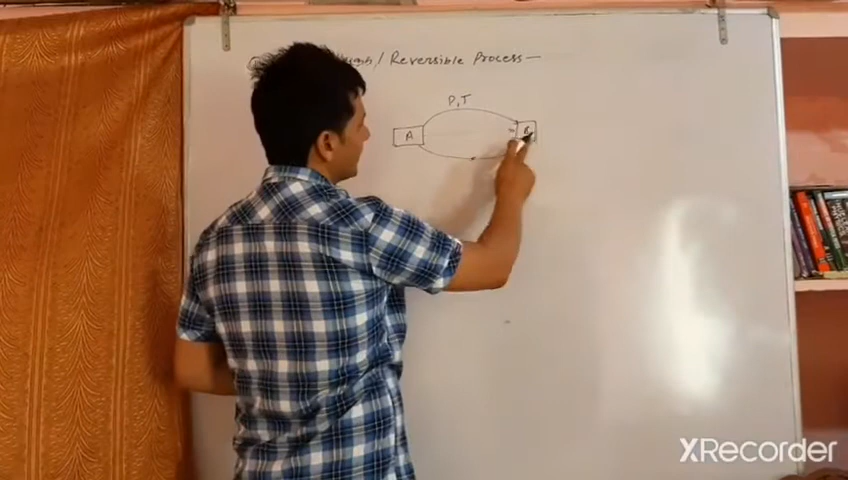 / Reversible Process —
P, T
A
B
XRecorder